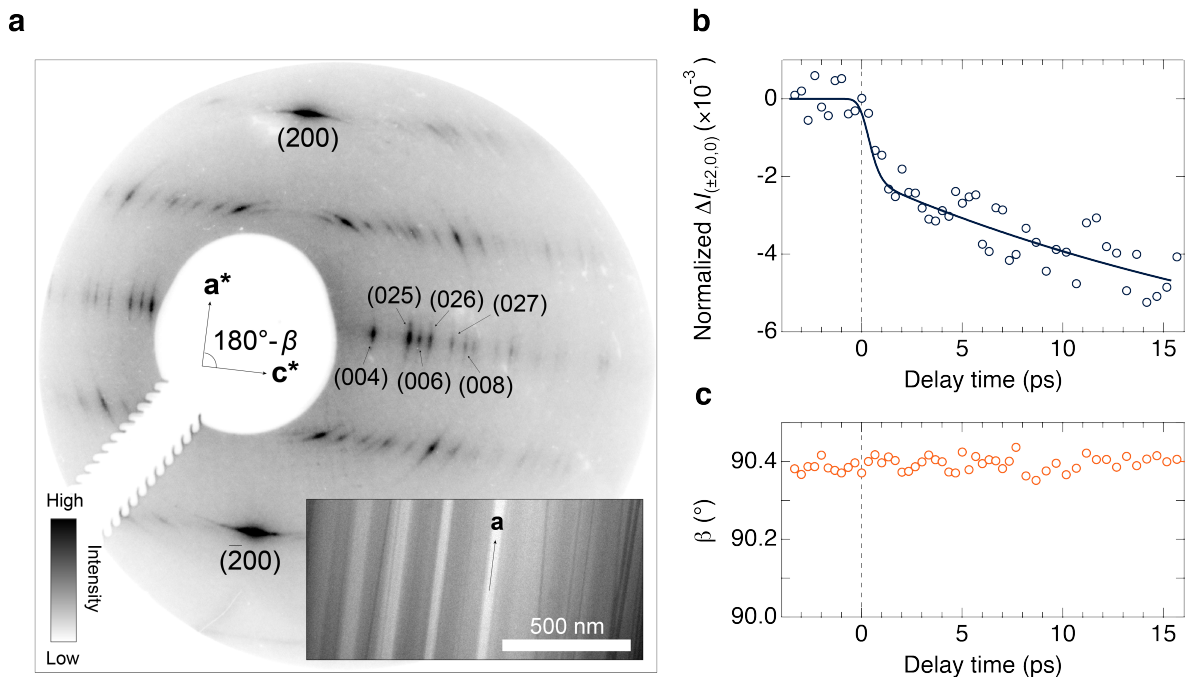 a
(200)
a*
180°-β
c*
(025)
(026)
(027)
(004)
(006)
(008)
High
Intensity
Low
(2̅00)
a
500 nm
b
Normalized ΔI(±2,0,0) (×10⁻³)
0
-2
-4
-6
0
5
10
15
Delay time (ps)
c
β (°)
90.4
90.2
90.0
0
5
10
15
Delay time (ps)